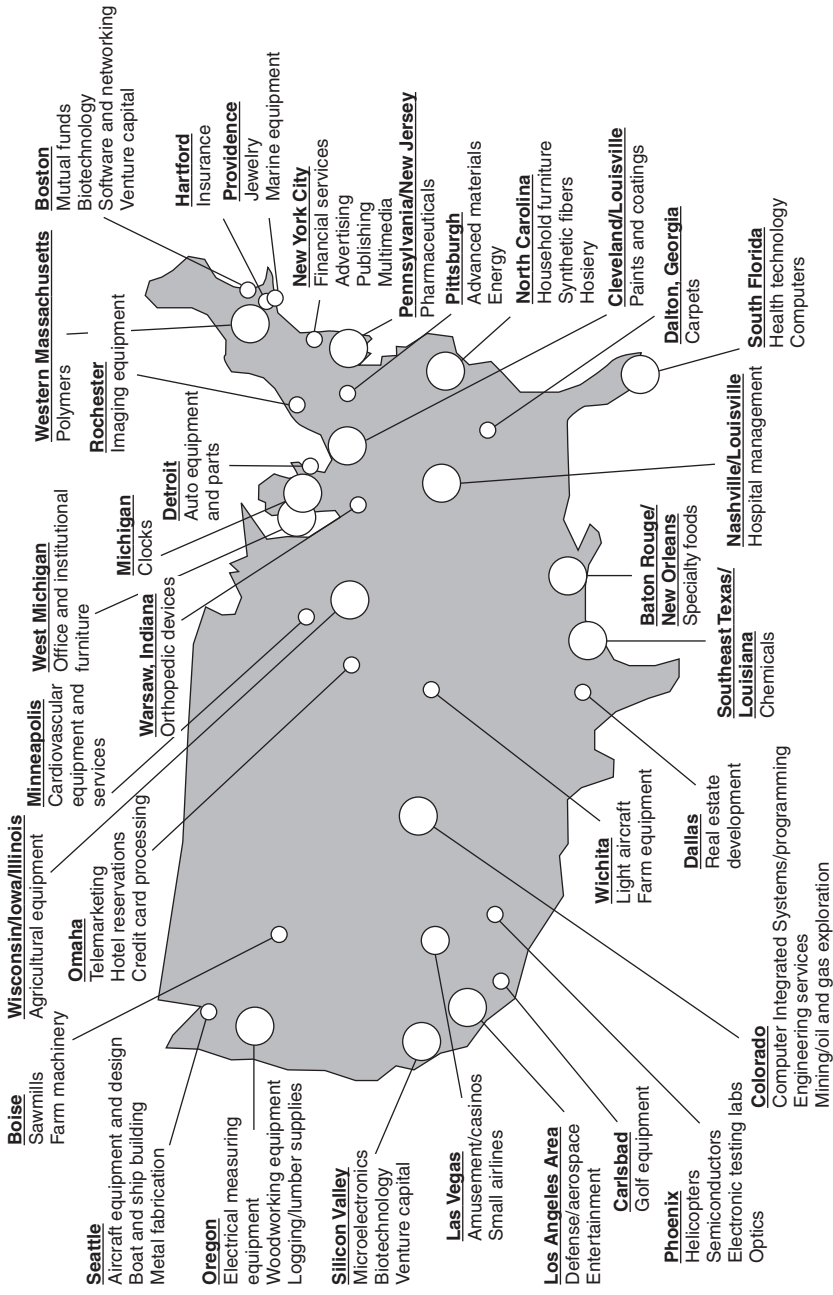 Boise
Sawmills
Farm machinery
Wisconsin/Iowa/Illinois
Agricultural equipment
Minneapolis
Cardiovascular
equipment and
services
West Michigan
Office and institutional
furniture
Michigan
Clocks
Western Massachusetts
Polymers
Rochester
Imaging equipment
Boston
Mutual funds
Biotechnology
Software and networking
Venture capital
Seattle
Aircraft equipment and design
Boat and ship building
Metal fabrication
Omaha
Telemarketing
Hotel reservations
Credit card processing
Warsaw, Indiana
Orthopedic devices
Detroit
Auto equipment
and parts
Hartford
Insurance
Providence
Jewelry
Marine equipment
Oregon
Electrical measuring
equipment
Woodworking equipment
Logging/lumber supplies
New York City
Financial services
Advertising
Publishing
Multimedia
Silicon Valley
Microelectronics
Biotechnology
Venture capital
Pennsylvania/New Jersey
Pharmaceuticals
Pittsburgh
Advanced materials
Energy
Las Vegas
Amusement/casinos
Small airlines
North Carolina
Household furniture
Synthetic fibers
Hosiery
Los Angeles Area
Defense/aerospace
Entertainment
Cleveland/Louisville
Paints and coatings
Carlsbad
Golf equipment
Wichita
Light aircraft
Farm equipment
Baton Rouge/
New Orleans
Specialty foods
Dalton, Georgia
Carpets
Phoenix
Helicopters
Semiconductors
Electronic testing labs
Optics
Dallas
Real estate
development
Southeast Texas/
Louisiana
Chemicals
Nashville/Louisville
Hospital management
South Florida
Health technology
Computers
Colorado
Computer Integrated Systems/programming
Engineering services
Mining/oil and gas exploration